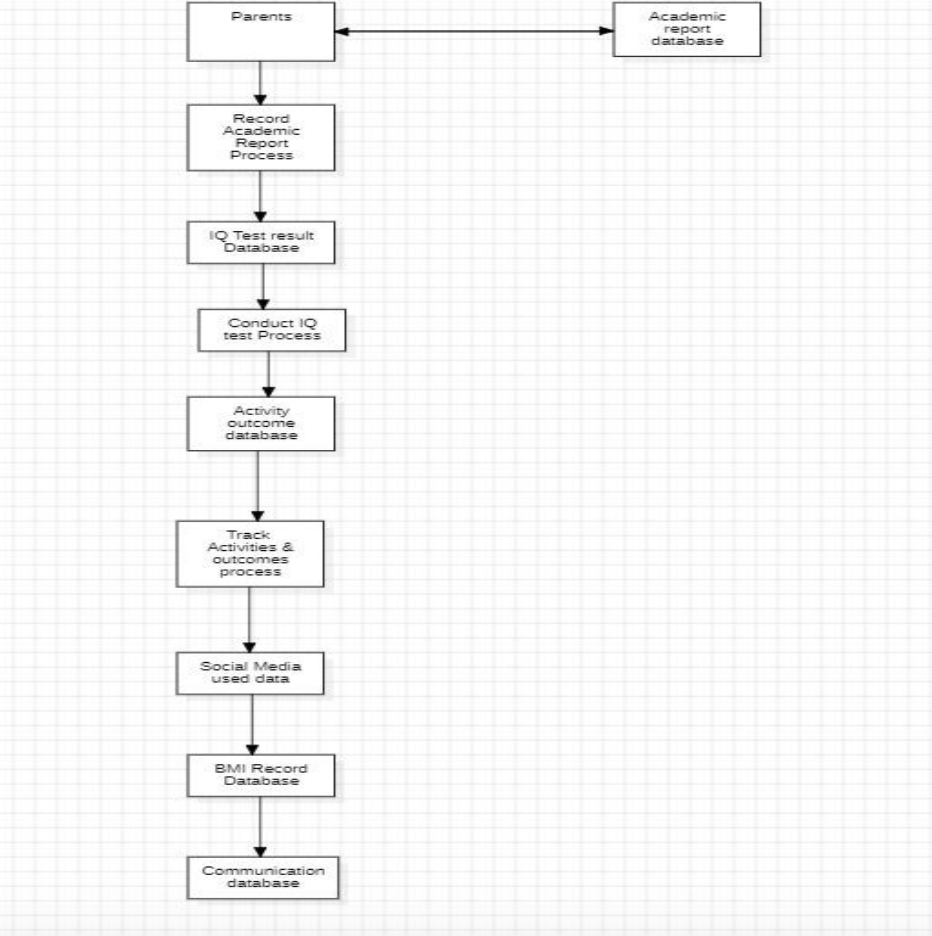 Parents
Academic
report
database
Record
Academic
Report
Process
IQ Test result
Database
Conduct IQ
test Process
Activity
outcome
database
Track
Activities &
outcomes
process
Social Media
used data
BMI Record
Database
Communication
database